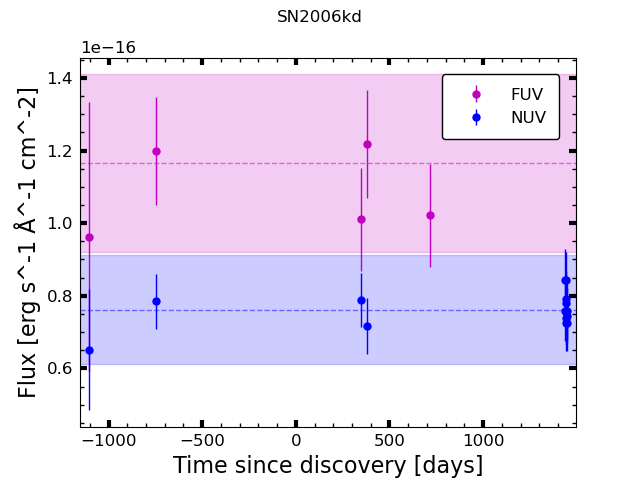 SN2006kd
1e−16
1.4
1.2
1.0
0.8
0.6
Flux [erg s^-1 Å^-1 cm^-2]
FUV
NUV
−1000 −500 0 500 1000
Time since discovery [days]